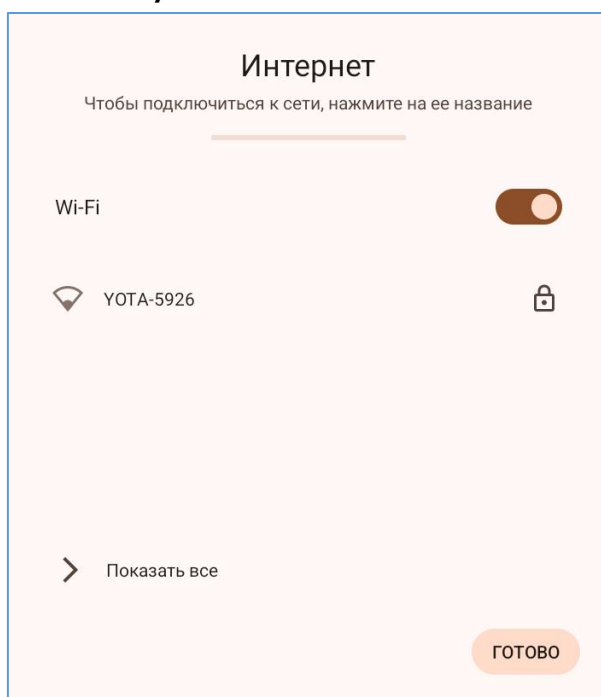 Интернет
Чтобы подключиться к сети, нажмите на ее название
Wi-Fi
YOTA-5926
Показать все
ГОТОВО